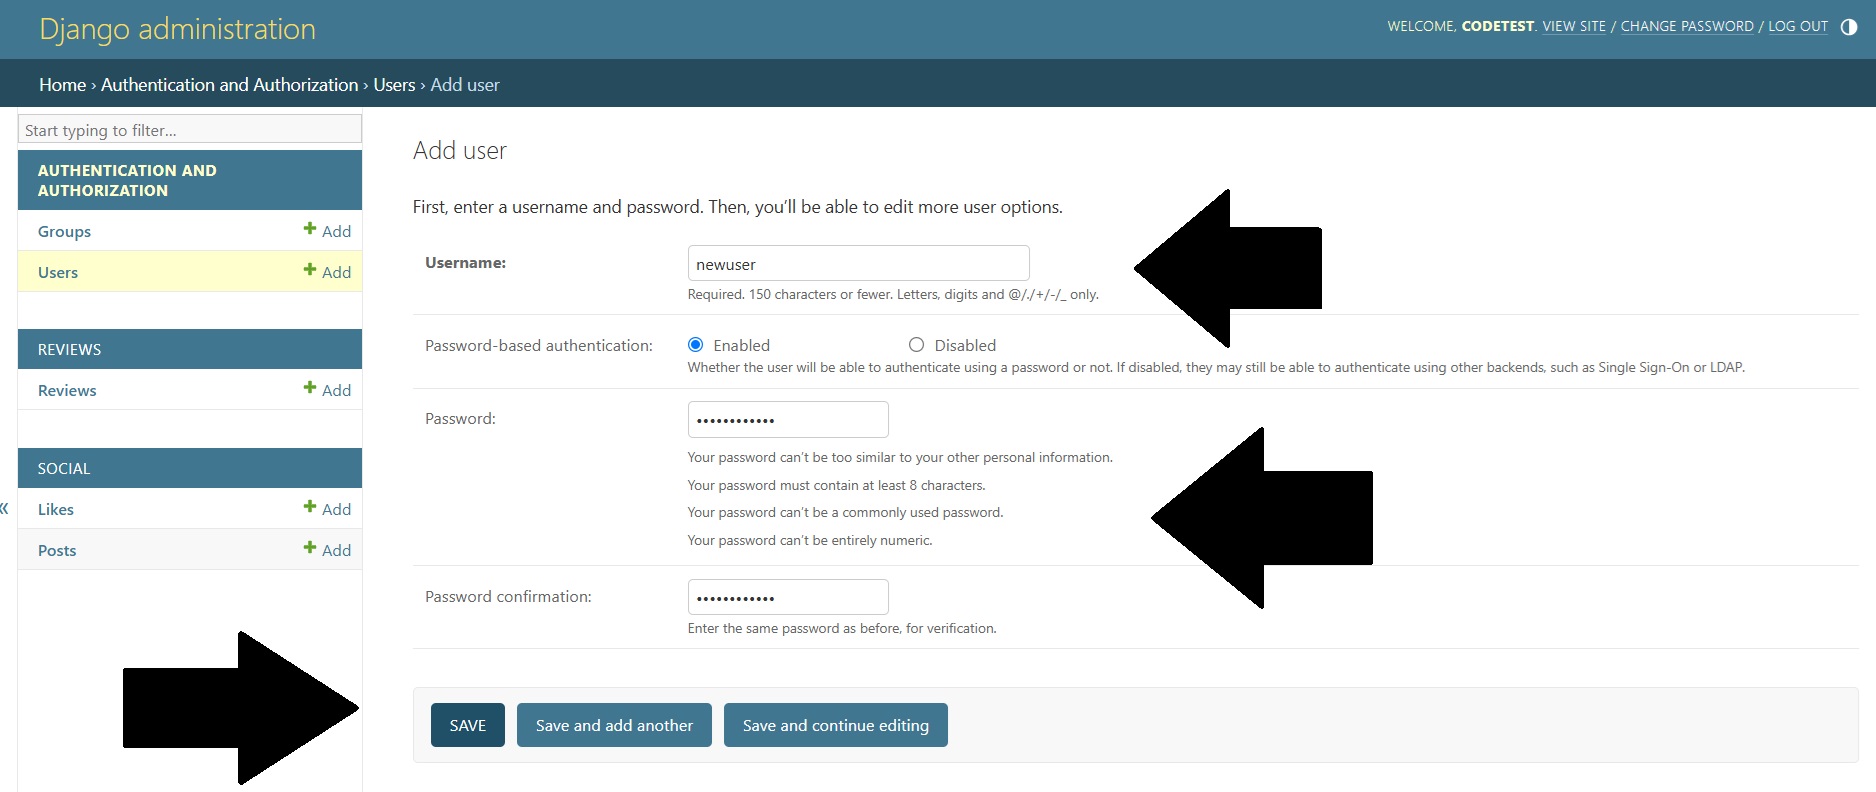 Django administration
WELCOME, CODETEST. VIEW SITE / CHANGE PASSWORD / LOG OUT
Home › Authentication and Authorization › Users › Add user
Start typing to filter...
AUTHENTICATION AND
AUTHORIZATION
Groups + Add
Users + Add
REVIEWS
Reviews + Add
SOCIAL
«
Likes + Add
Posts + Add
Add user
First, enter a username and password. Then, you’ll be able to edit more user options.
Username: newuser
Required. 150 characters or fewer. Letters, digits and @/./+/-/_ only.
Password-based authentication: Enabled Disabled
Whether the user will be able to authenticate using a password or not. If disabled, they may still be able to authenticate using other backends, such as Single Sign-On or LDAP.
Password: ••••••••••••
Your password can’t be too similar to your other personal information.
Your password must contain at least 8 characters.
Your password can’t be a commonly used password.
Your password can’t be entirely numeric.
Password confirmation: ••••••••••••
Enter the same password as before, for verification.
SAVE Save and add another Save and continue editing